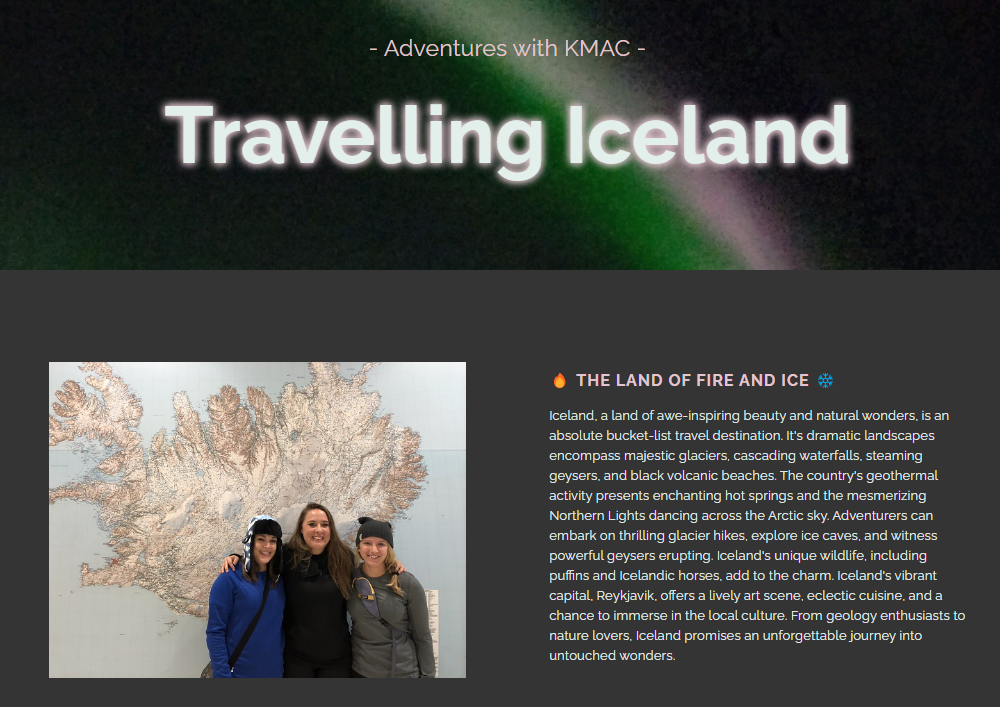 - Adventures with KMAC -
Travelling Iceland
🔥 THE LAND OF FIRE AND ICE ❄️
Iceland, a land of awe-inspiring beauty and natural wonders, is an
absolute bucket-list travel destination. It's dramatic landscapes
encompass majestic glaciers, cascading waterfalls, steaming
geysers, and black volcanic beaches. The country's geothermal
activity presents enchanting hot springs and the mesmerizing
Northern Lights dancing across the Arctic sky. Adventurers can
embark on thrilling glacier hikes, explore ice caves, and witness
powerful geysers erupting. Iceland's unique wildlife, including
puffins and Icelandic horses, add to the charm. Iceland's vibrant
capital, Reykjavik, offers a lively art scene, eclectic cuisine, and a
chance to immerse in the local culture. From geology enthusiasts to
nature lovers, Iceland promises an unforgettable journey into
untouched wonders.